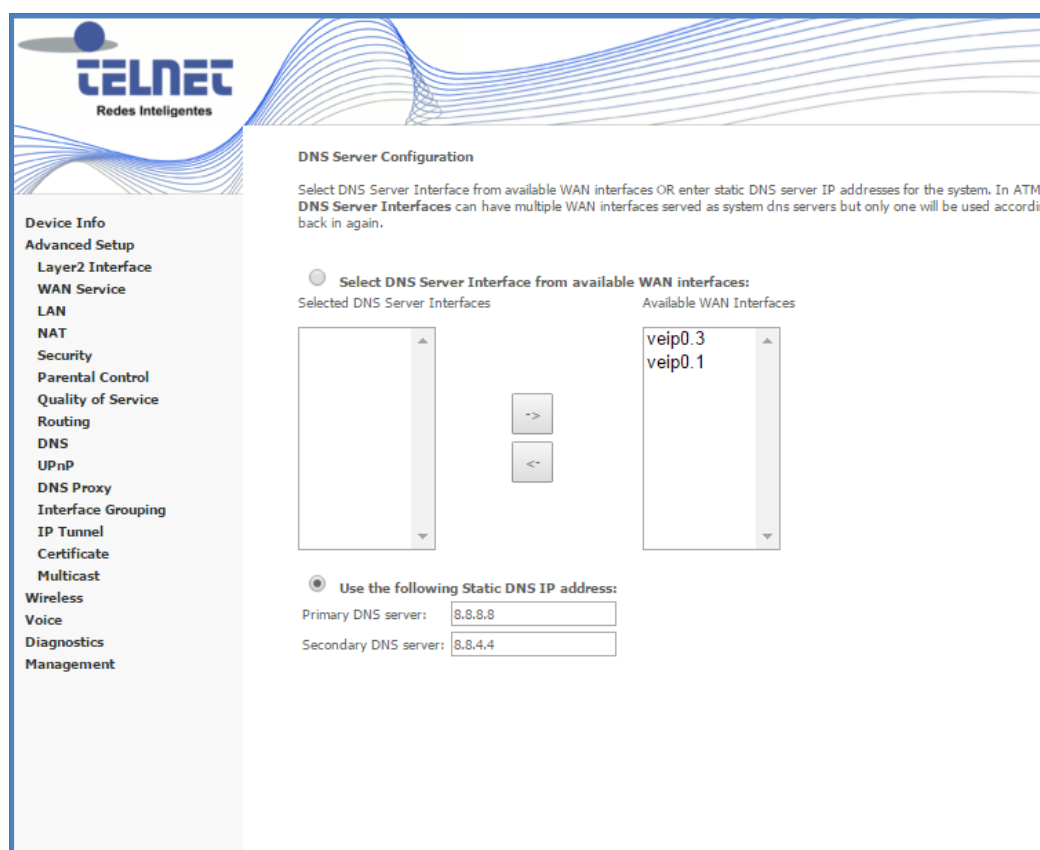 TELNET
Redes Inteligentes
Device Info
Advanced Setup
Layer2 Interface
WAN Service
LAN
NAT
Security
Parental Control
Quality of Service
Routing
DNS
UPnP
DNS Proxy
Interface Grouping
IP Tunnel
Certificate
Multicast
Wireless
Voice
Diagnostics
Management
DNS Server Configuration
Select DNS Server Interface from available WAN interfaces OR enter static DNS server IP addresses for the system. In ATM
DNS Server Interfaces can have multiple WAN interfaces served as system dns servers but only one will be used accordi
back in again.
Select DNS Server Interface from available WAN interfaces:
Selected DNS Server Interfaces Available WAN Interfaces
veip0.3
veip0.1
->
<-
Use the following Static DNS IP address:
Primary DNS server: 8.8.8.8
Secondary DNS server: 8.8.4.4